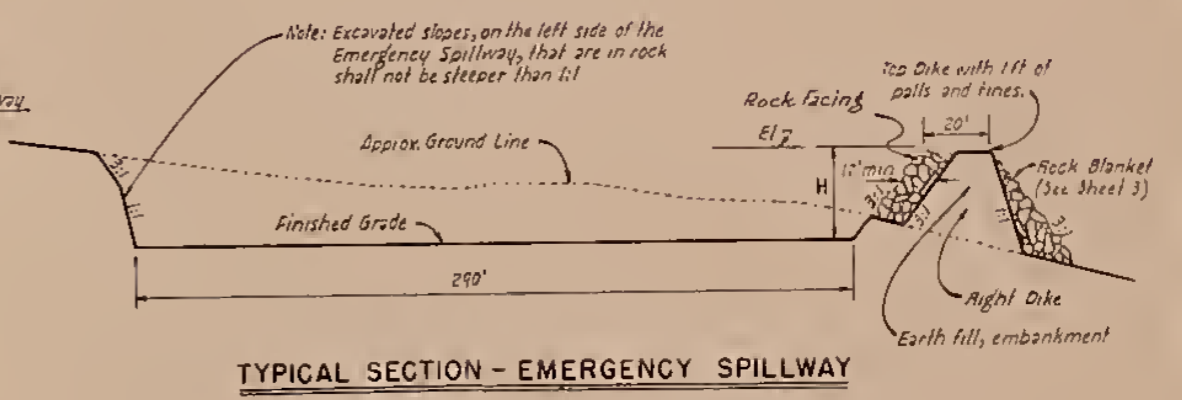 Note: Excavated slopes, on the left side of the
Emergency Spillway, that are in rock
shall not be steeper than 1:1
way
Top Dike with 1 ft of
palls and fines.
Rock Facing
20'
El
Approx. Ground Line
3:1
H
12' min
Rock Blanket
(See Sheet 3)
3:1
3:1
1:1
3:1
Finished Grade
290'
Right Dike
Earth fill, embankment
TYPICAL SECTION - EMERGENCY SPILLWAY